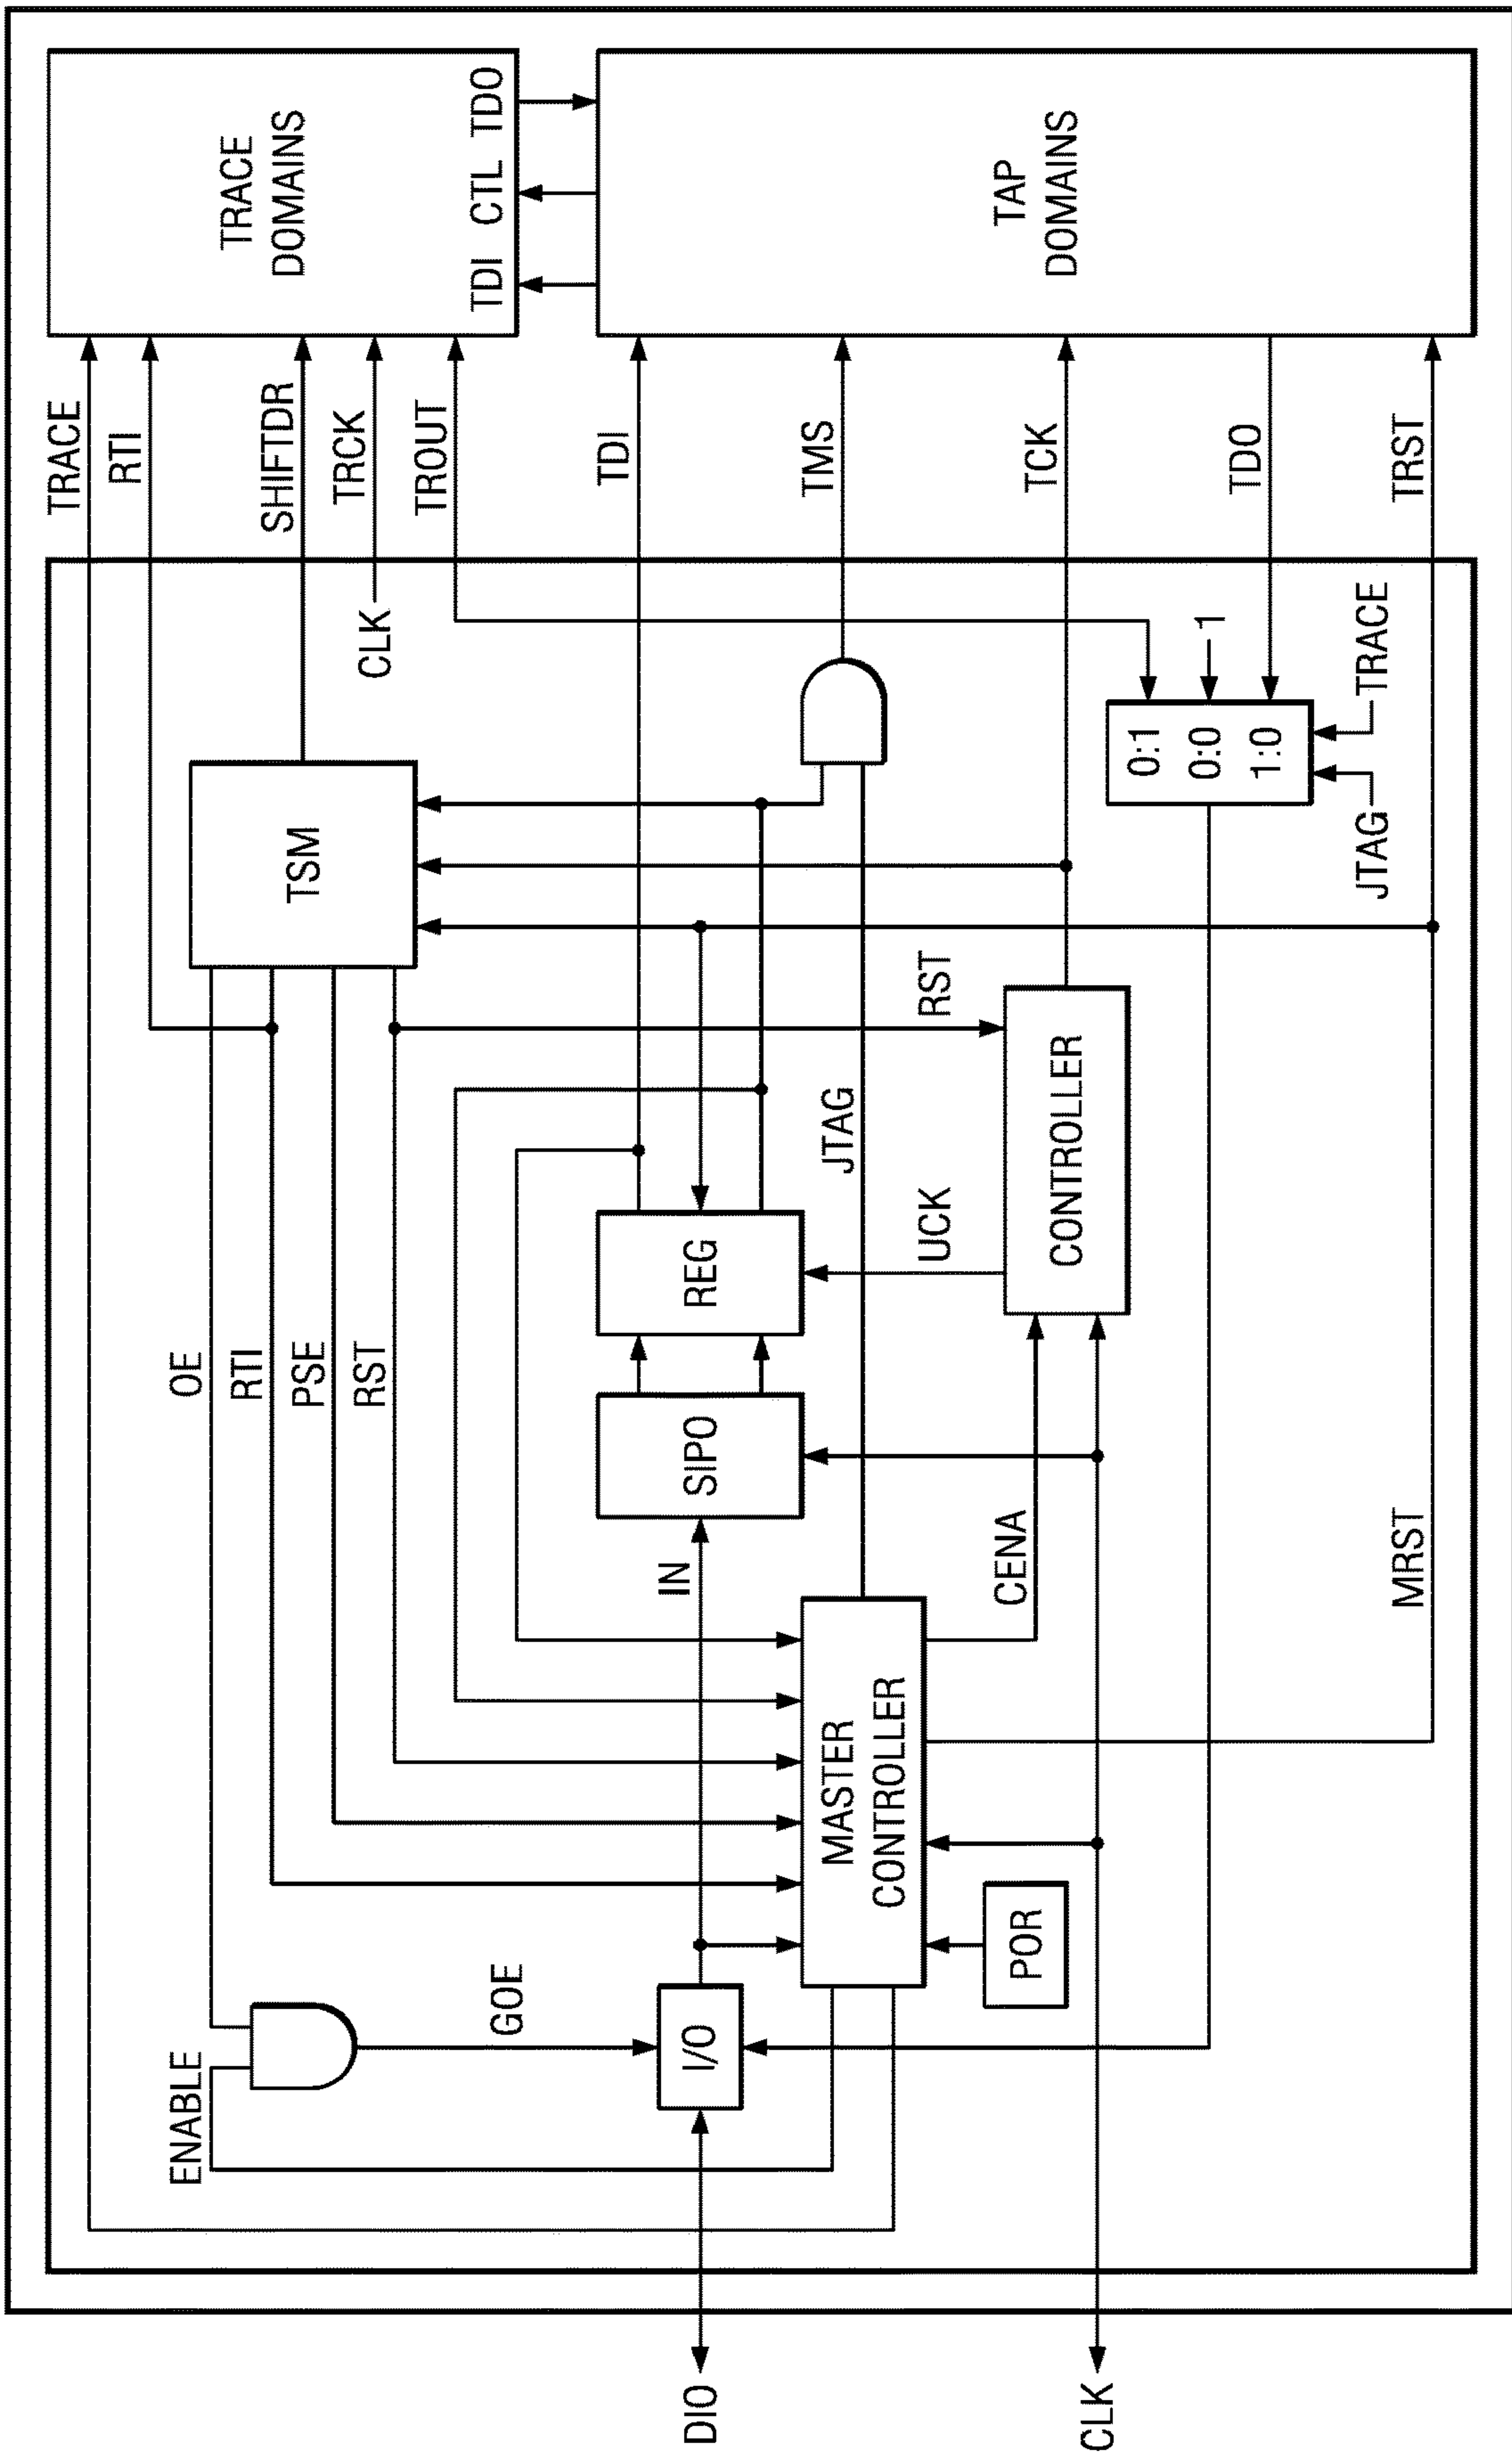 TRACE
DOMAINS
TDI CTL TDO
TAP
DOMAINS
TRACE
RTI
SHIFTDR
TRCK
TROUT
TDI
TMS
TCK
TDO
TRST
CLK
TSM
1
0:1
0:0
1:0
TRACE
JTAG
RST
JTAG
CONTROLLER
UCK
REG
SIPO
OE
RTI
PSE
RST
IN
CENA
MRST
MASTER
CONTROLLER
POR
GOE
I/O
ENABLE
DIO
CLK